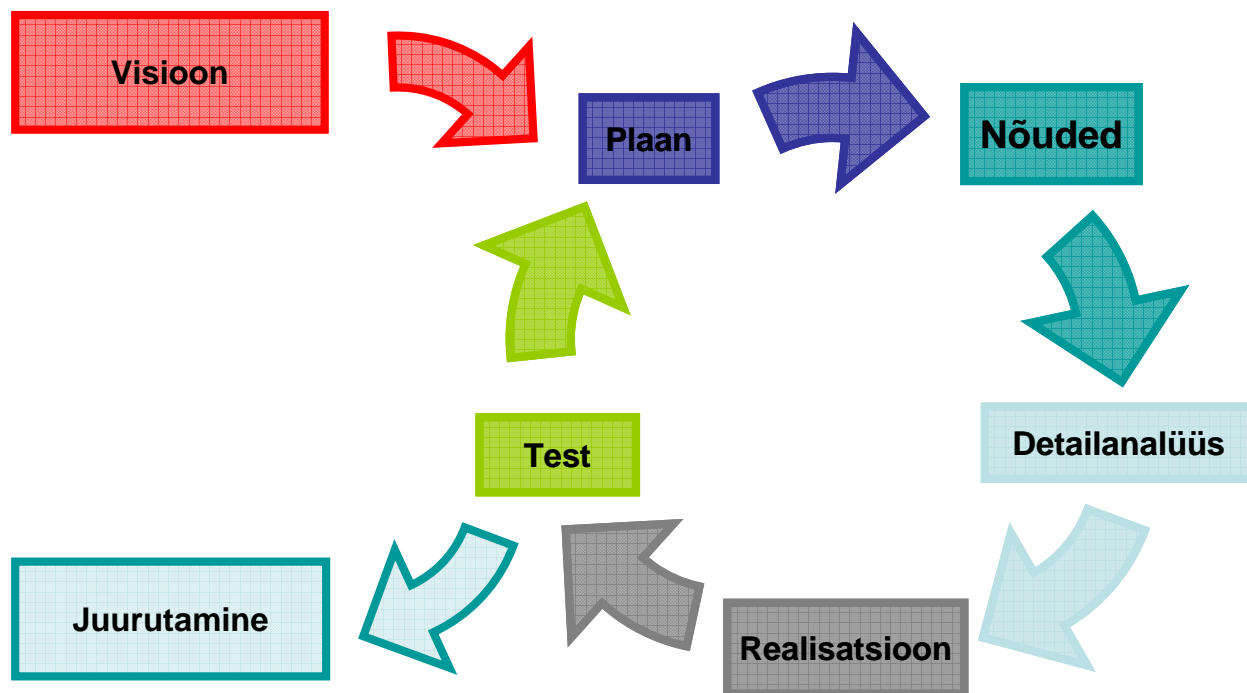 Visioon
Plaan
Nõuded
Detailanalüüs
Test
Juurutamine
Realisatsioon